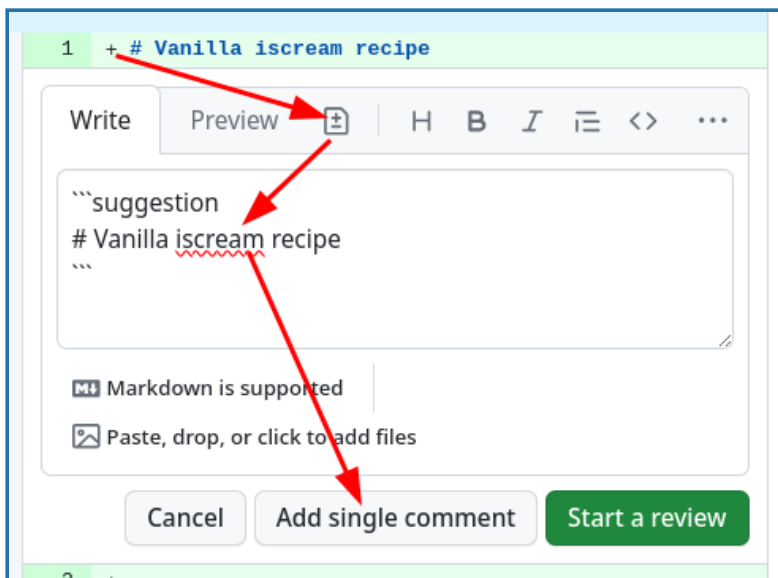 1 + # Vanilla iscream recipe
Write Preview H B I <> ...
```suggestion
# Vanilla iscream recipe
```
Markdown is supported
Paste, drop, or click to add files
Cancel Add single comment Start a review